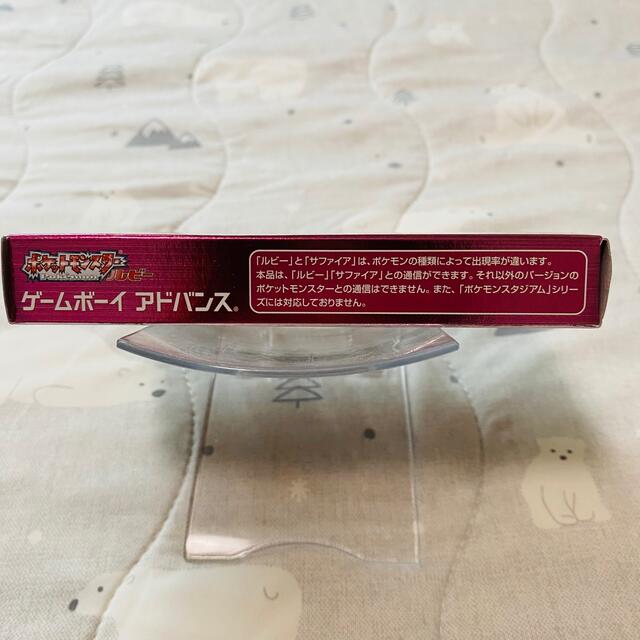 ポケットモンスター
ルビー
ゲームボーイ アドバンス®
「ルビー」と「サファイア」は、ポケモンの種類によって出現率が違います。
本品は、「ルビー」「サファイア」との通信ができます。それ以外のバージョンの
ポケットモンスターとの通信はできません。また、「ポケモンスタジアム」シリー
ズには対応しておりません。